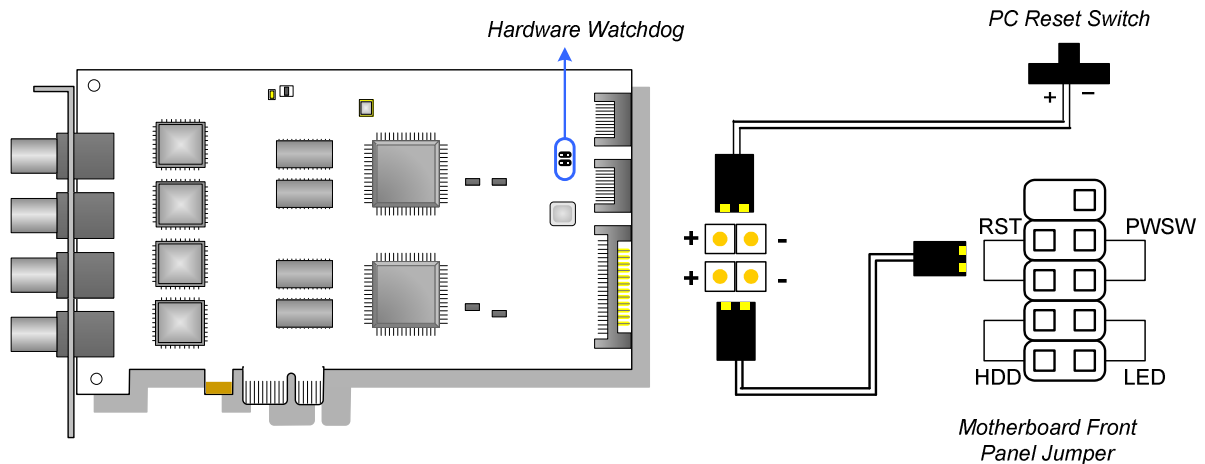 PC Reset Switch
Hardware Watchdog
+ −
+ -
+ -
RST PWSW
HDD LED
Motherboard Front
Panel Jumper